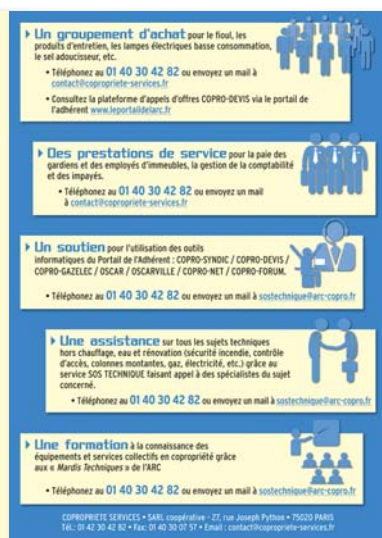 Un groupement d'achat pour le fioul, les
produits d'entretien, les lampes électriques basse consommation,
le sel adoucisseur, etc.
• Téléphonez au 01 40 30 42 82 ou envoyez un mail à
contact@copropriete-services.fr
• Consultez la plateforme d'appels d'offres COPRO-DEVIS via le portail de
l'adhérent www.leportaildelarc.fr
Des prestations de service pour la paie des
gardiens et des employés d'immeubles, la gestion de la comptabilité
et des impayés.
• Téléphonez au 01 40 30 42 82 ou envoyez un mail
à contact@copropriete-services.fr
Un soutien pour l'utilisation des outils
informatiques du Portail de l'Adhérent : COPRO-SYNDIC / COPRO-DEVIS /
COPRO-GAZELEC / OSCAR / OSCARVILLE / COPRO-NET / COPRO-FORUM.
• Téléphonez au 01 40 30 42 82 ou envoyez un mail à sostechnique@arc-copro.fr
Une assistance sur tous les sujets techniques
hors chauffage, eau et rénovation (sécurité incendie, contrôle
d'accès, colonnes montantes, gaz, électricité, etc.) grâce au
service SOS TECHNIQUE faisant appel à des spécialistes du sujet
concerné.
• Téléphonez au 01 40 30 42 82 ou envoyez un mail à sostechnique@arc-copro.fr
Une formation à la connaissance des
équipements et services collectifs en copropriété grâce
aux « Mardis Techniques » de l'ARC
• Téléphonez au 01 40 30 42 82 ou envoyez un mail à sostechnique@arc-copro.fr
COPROPRIETE SERVICES • SARL coopérative - 27, rue Joseph Python • 75020 PARIS
Tél.: 01 42 30 42 82 • Fax: 01 40 30 07 57 • Email : contact@copropriete-services.fr